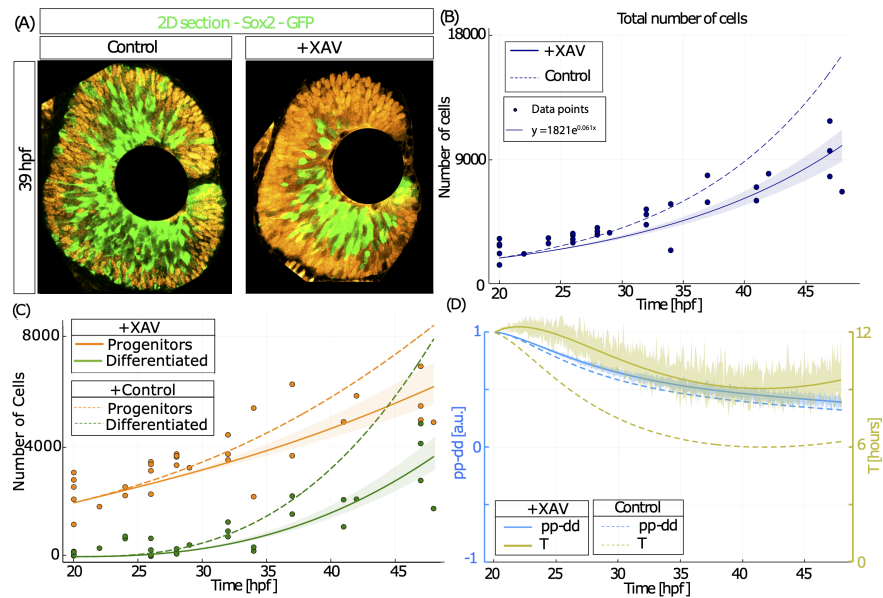 (A)
2D section - Sox2 - GFP
Control
+XAV
39 hpf
(B)
Total number of cells
18000
9000
0
Number of cells
+XAV
Control
Data points
y =1821e^0.061x
20
25
30
35
40
45
Time [hpf]
(C)
8000
4000
0
Number of Cells
+XAV
Progenitors
Differentiated
+Control
Progenitors
Differentiated
20
25
30
35
40
45
Time [hpf]
(D)
1
0
-1
pp-dd [a.u.]
12
9
6
3
0
T [hours]
+XAV
pp-dd
T
Control
pp-dd
T
20
25
30
35
40
45
Time [hpf]